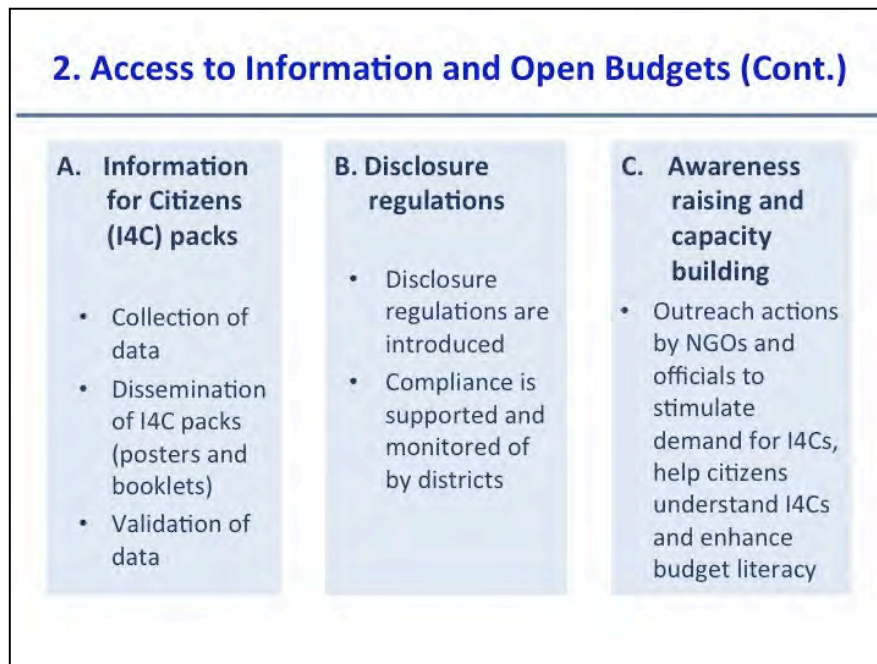 2. Access to Information and Open Budgets (Cont.)
A. Information
for Citizens
(I4C) packs
• Collection of
data
• Dissemination
of I4C packs
(posters and
booklets)
• Validation of
data
B. Disclosure
regulations
• Disclosure
regulations are
introduced
• Compliance is
supported and
monitored of
by districts
C. Awareness
raising and
capacity
building
• Outreach actions
by NGOs and
officials to
stimulate
demand for I4Cs,
help citizens
understand I4Cs
and enhance
budget literacy